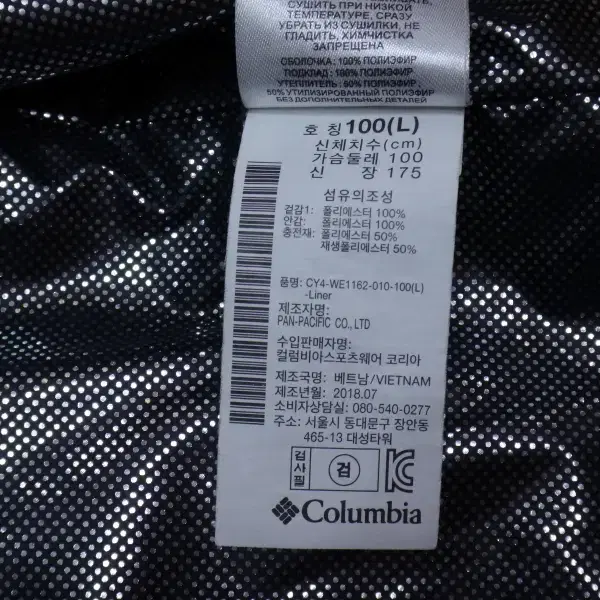 СУШИТЬ ПРИ НИЗКОЙ
ТЕМПЕРАТУРЕ, СРАЗУ
УБРАТЬ ИЗ СУШИЛКИ, НЕ
ГЛАДИТЬ, ХИМЧИСТКА
ЗАПРЕЩЕНА
ОБОЛОЧКА: 100% ПОЛИЭФИР
ПОДКЛАД: 100% ПОЛИЭФИР
УТЕПЛИТЕЛЬ: 50% ПОЛИЭФИР,
50% УТИЛИЗИРОВАННЫЙ ПОЛИЭФИР
БЕЗ ДОПОЛНИТЕЛЬНЫХ ДЕТАЛЕЙ
호 칭 100(L)
신체치수(cm)
가슴둘레 100
신 장 175
섬유의조성
겉감1: 폴리에스터 100%
안감: 폴리에스터 100%
충전재: 폴리에스터 50%
재생폴리에스터 50%
품명: CY4-WE1162-010-100(L)
-Liner
제조자명:
PAN-PACIFIC CO., LTD
수입판매자명:
컬럼비아스포츠웨어 코리아
제조국명: 베트남/VIETNAM
제조년월: 2018.07
소비자상담실: 080-540-0277
주소: 서울시 동대문구 장안동
465-13 대성타워
검사필 검
Columbia